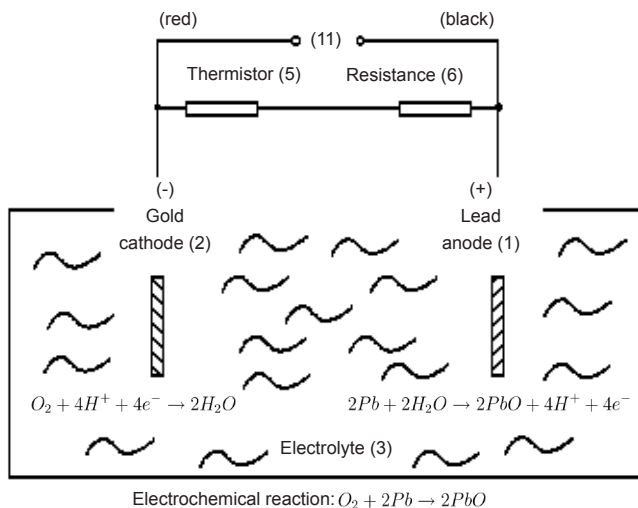 (red) (black)
(11)
Thermistor (5) Resistance (6)
(-) (+)
Gold Lead
cathode (2) anode (1)
O₂ + 4H⁺ + 4e⁻ → 2H₂O 2Pb + 2H₂O → 2PbO + 4H⁺ + 4e⁻
Electrolyte (3)
Electrochemical reaction: O₂ + 2Pb → 2PbO